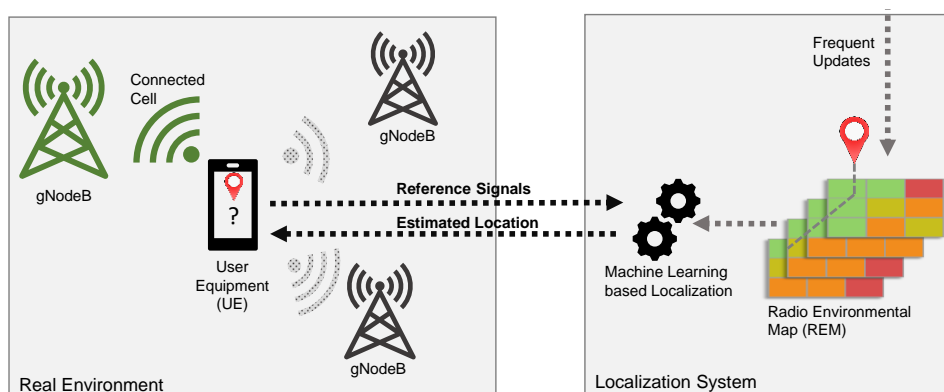 Connected
Cell
gNodeB
gNodeB
?
User
Equipment
(UE)
gNodeB
Real Environment
Reference Signals
Estimated Location
Frequent
Updates
Machine Learning
based Localization
Radio Environmental
Map (REM)
Localization System